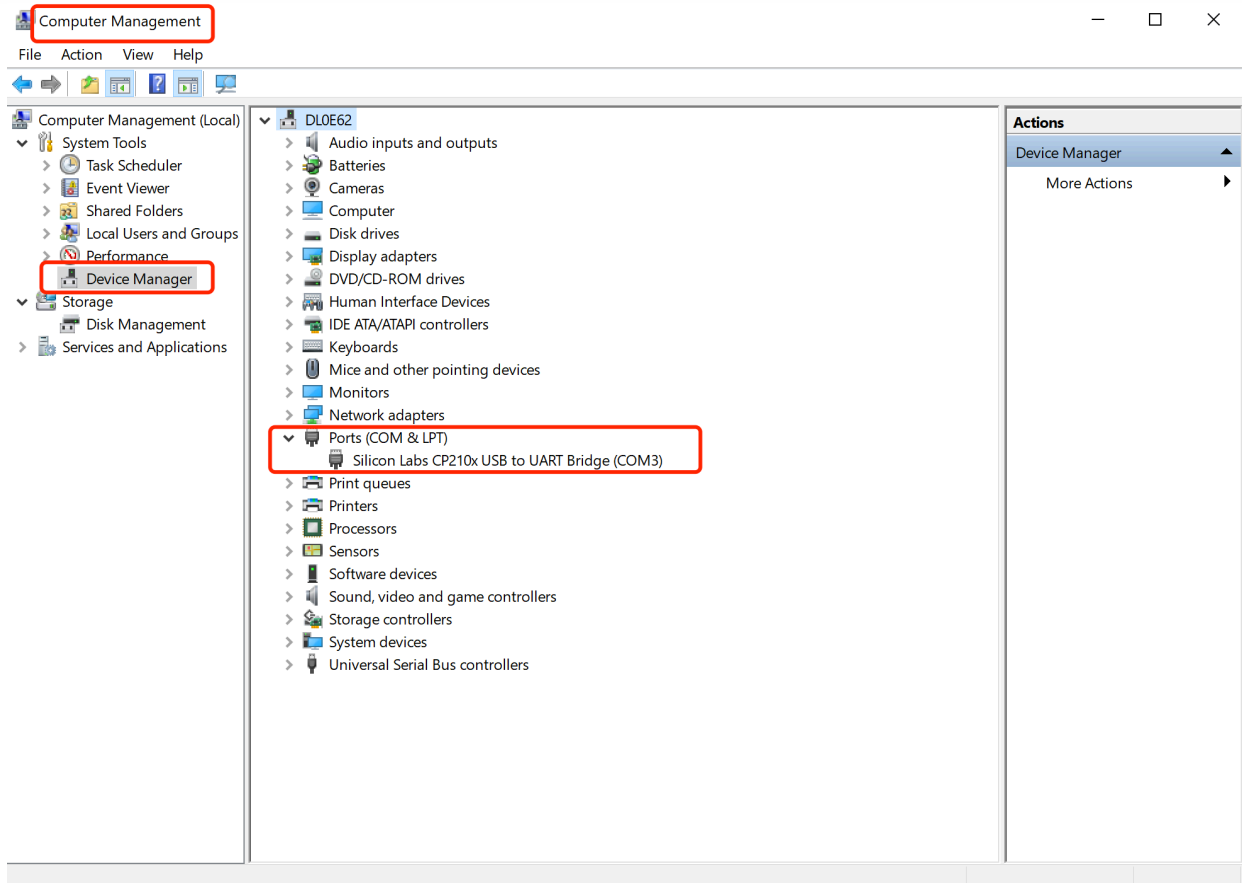 Computer Management
File Action View Help
Computer Management (Local)
System Tools
Task Scheduler
Event Viewer
Shared Folders
Local Users and Groups
Performance
Device Manager
Storage
Disk Management
Services and Applications
DL0E62
Audio inputs and outputs
Batteries
Cameras
Computer
Disk drives
Display adapters
DVD/CD-ROM drives
Human Interface Devices
IDE ATA/ATAPI controllers
Keyboards
Mice and other pointing devices
Monitors
Network adapters
Ports (COM & LPT)
Silicon Labs CP210x USB to UART Bridge (COM3)
Print queues
Printers
Processors
Sensors
Software devices
Sound, video and game controllers
Storage controllers
System devices
Universal Serial Bus controllers
Actions
Device Manager
More Actions